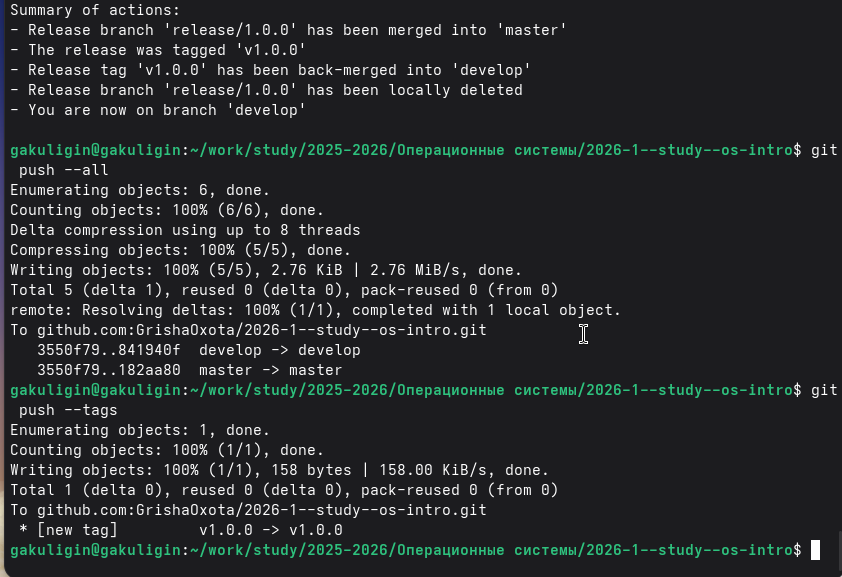 Summary of actions:
- Release branch 'release/1.0.0' has been merged into 'master'
- The release was tagged 'v1.0.0'
- Release tag 'v1.0.0' has been back-merged into 'develop'
- Release branch 'release/1.0.0' has been locally deleted
- You are now on branch 'develop'

gakuligin@gakuligin:~/work/study/2025-2026/Операционные системы/2026-1--study--os-intro$ git
 push --all
Enumerating objects: 6, done.
Counting objects: 100% (6/6), done.
Delta compression using up to 8 threads
Compressing objects: 100% (5/5), done.
Writing objects: 100% (5/5), 2.76 KiB | 2.76 MiB/s, done.
Total 5 (delta 1), reused 0 (delta 0), pack-reused 0 (from 0)
remote: Resolving deltas: 100% (1/1), completed with 1 local object.
To github.com:GrishaOxota/2026-1--study--os-intro.git
   3550f79..841940f  develop -> develop
   3550f79..182aa80  master -> master
gakuligin@gakuligin:~/work/study/2025-2026/Операционные системы/2026-1--study--os-intro$ git
 push --tags
Enumerating objects: 1, done.
Counting objects: 100% (1/1), done.
Writing objects: 100% (1/1), 158 bytes | 158.00 KiB/s, done.
Total 1 (delta 0), reused 0 (delta 0), pack-reused 0 (from 0)
To github.com:GrishaOxota/2026-1--study--os-intro.git
 * [new tag]         v1.0.0 -> v1.0.0
gakuligin@gakuligin:~/work/study/2025-2026/Операционные системы/2026-1--study--os-intro$